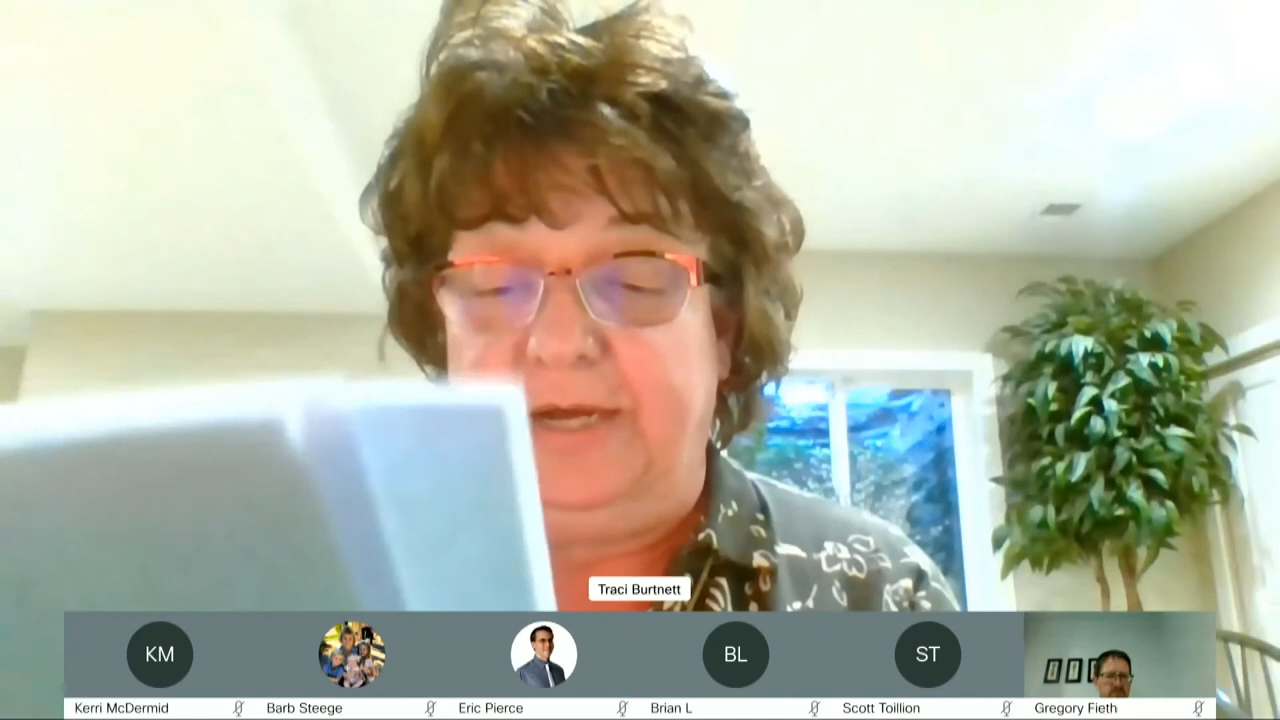 Traci Burtnett
KM
BL
ST
Kerri McDermid
Barb Steege
Eric Pierce
Brian L
Scott Toillion
Gregory Fieth